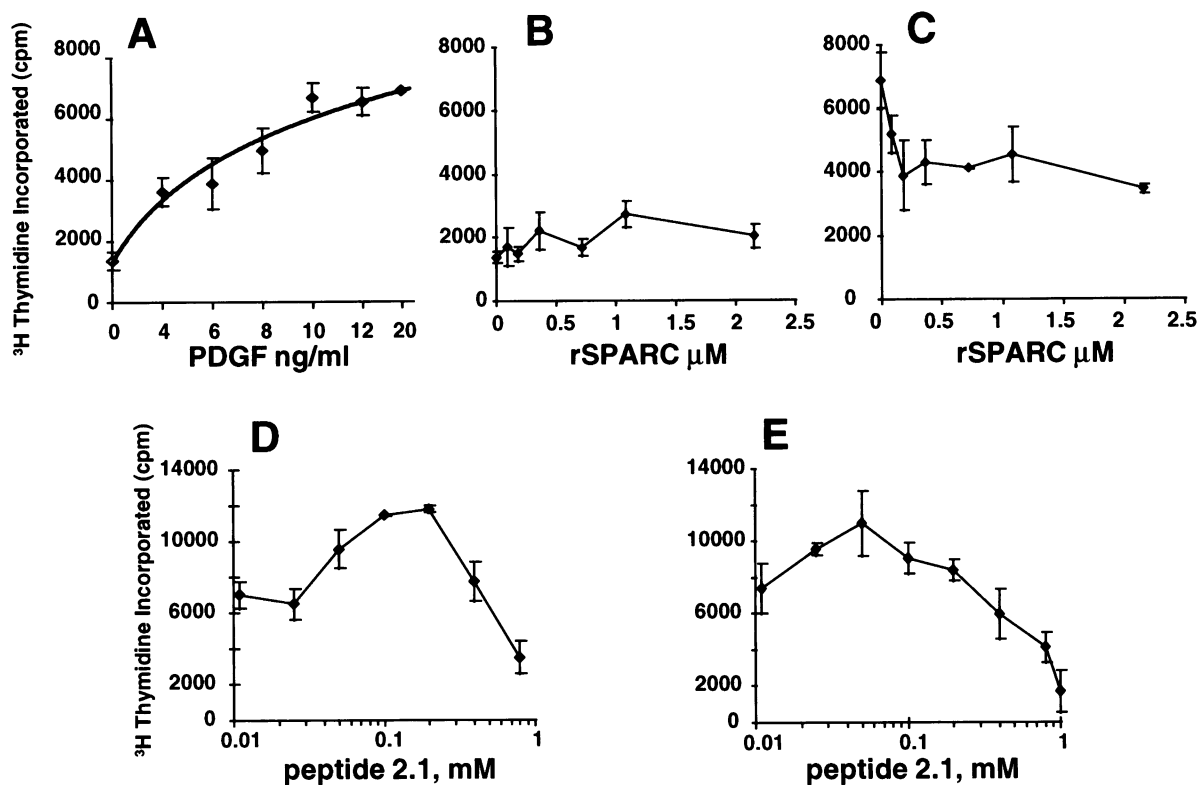 A
³H Thymidine Incorporated (cpm)
8000
6000
4000
2000
0
0 4 6 8 10 12 20
PDGF ng/ml
B
8000
6000
4000
2000
0
0 0.5 1 1.5 2 2.5
rSPARC μM
C
8000
6000
4000
2000
0
0 0.5 1 1.5 2 2.5
rSPARC μM
D
³H Thymidine Incorporated (cpm)
14000
10000
6000
2000
0
0.01 0.1 1
peptide 2.1, mM
E
14000
10000
6000
2000
0
0.01 0.1 1
peptide 2.1, mM